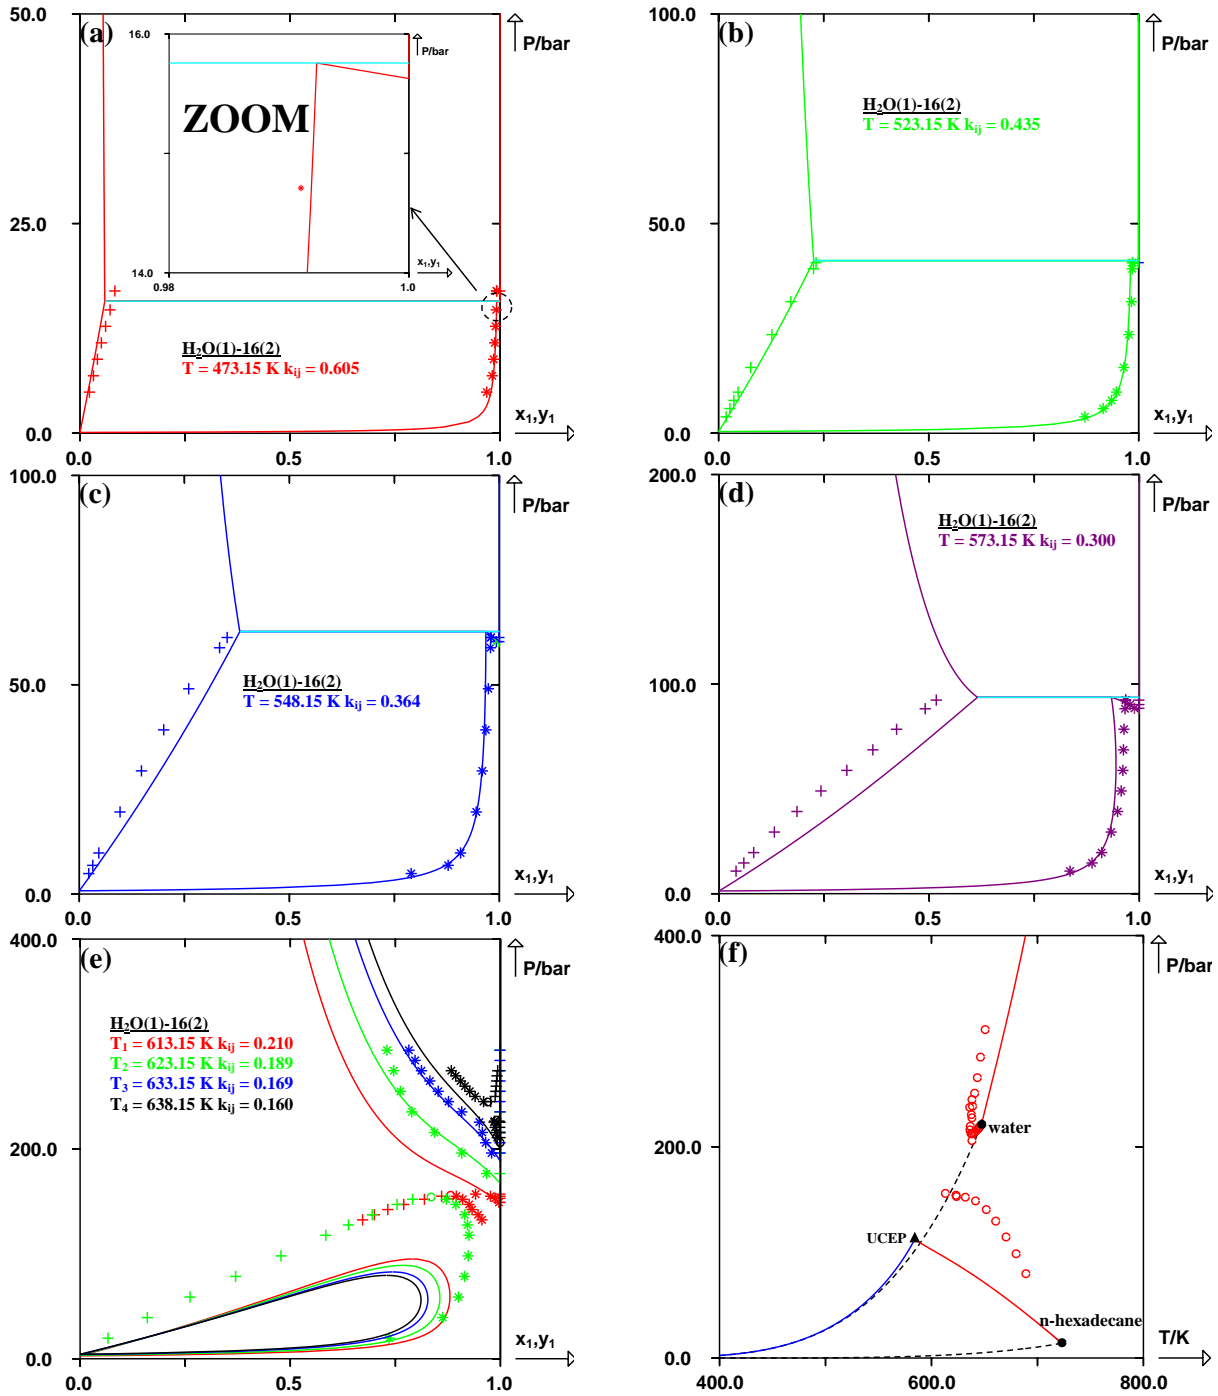 (a)
50.0
25.0
0.0
0.0
0.5
1.0
P/bar
x1,y1
16.0
14.0
0.98
1.0
P/bar
x1,y1
ZOOM
H2O(1)-16(2)
T = 473.15 K kij = 0.605
(b)
100.0
50.0
0.0
0.0
0.5
1.0
P/bar
x1,y1
H2O(1)-16(2)
T = 523.15 K kij = 0.435
(c)
100.0
50.0
0.0
0.0
0.5
1.0
P/bar
x1,y1
H2O(1)-16(2)
T = 548.15 K kij = 0.364
(d)
200.0
100.0
0.0
0.0
0.5
1.0
P/bar
x1,y1
H2O(1)-16(2)
T = 573.15 K kij = 0.300
(e)
400.0
200.0
0.0
0.0
0.5
1.0
P/bar
x1,y1
H2O(1)-16(2)
T1 = 613.15 K kij = 0.210
T2 = 623.15 K kij = 0.189
T3 = 633.15 K kij = 0.169
T4 = 638.15 K kij = 0.160
(f)
400.0
200.0
0.0
400.0
600.0
800.0
P/bar
T/K
water
UCEP
n-hexadecane